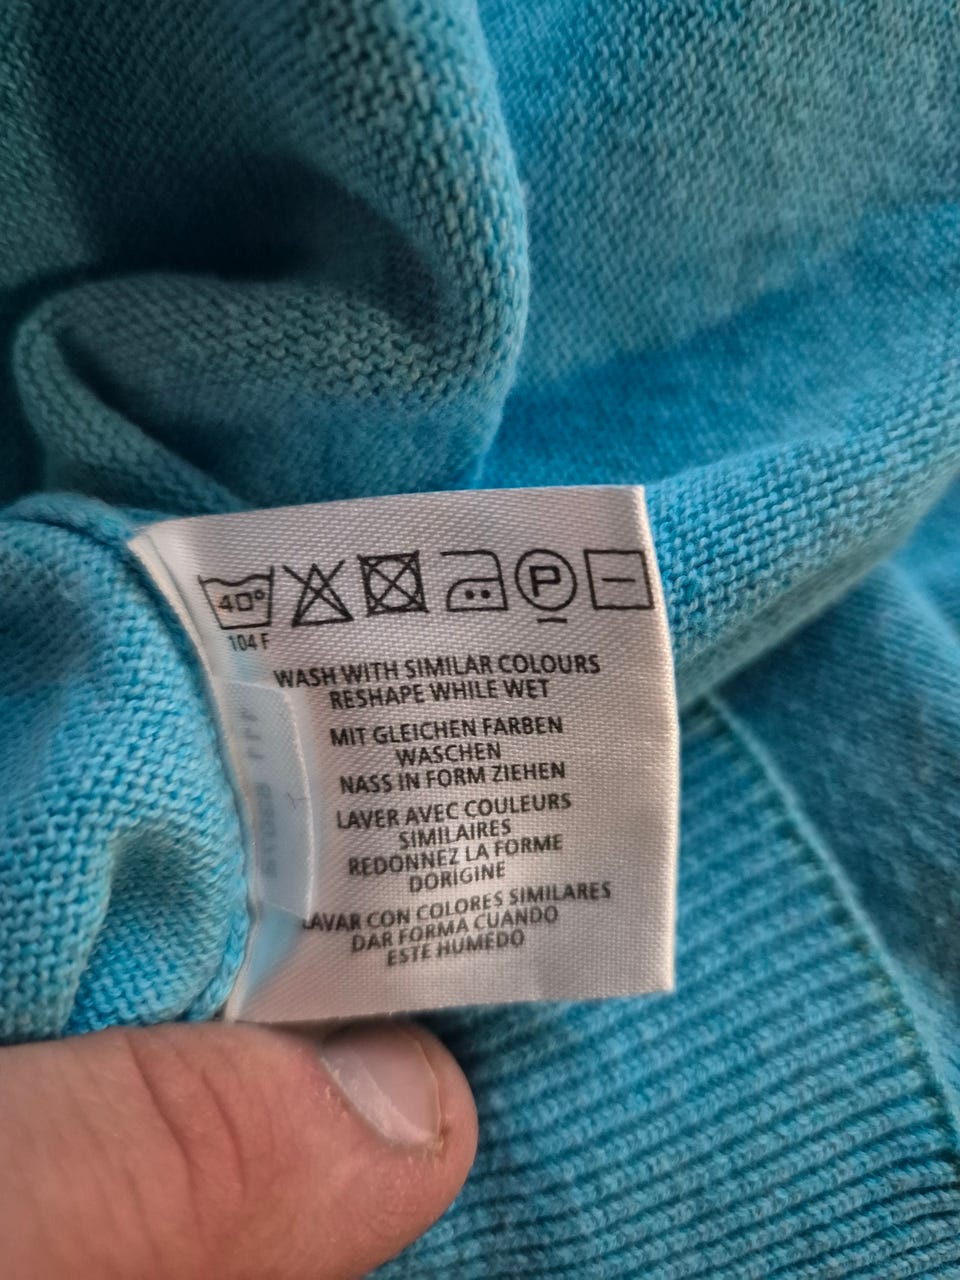 40°
P
104 F
WASH WITH SIMILAR COLOURS
RESHAPE WHILE WET
MIT GLEICHEN FARBEN
WASCHEN
NASS IN FORM ZIEHEN
LAVER AVEC COULEURS
SIMILAIRES
REDONNEZ LA FORME
DORÍGINE
LAVAR CON COLORES SIMILARES
DAR FORMA CUANDO
ESTE HUMEDO